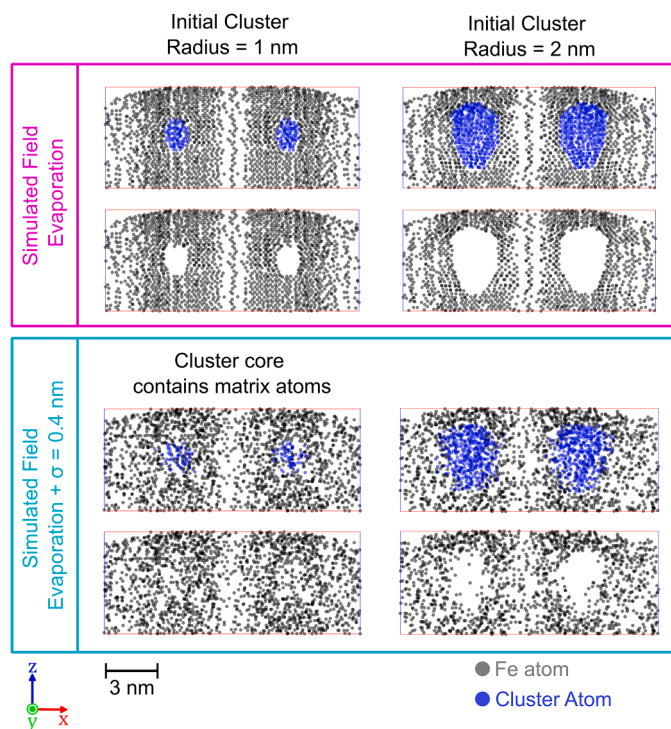 Initial Cluster
Radius = 1 nm
Initial Cluster
Radius = 2 nm
Simulated Field
Evaporation
Simulated Field
Evaporation + σ = 0.4 nm
Cluster core
contains matrix atoms
3 nm
z
y
x
Fe atom
Cluster Atom